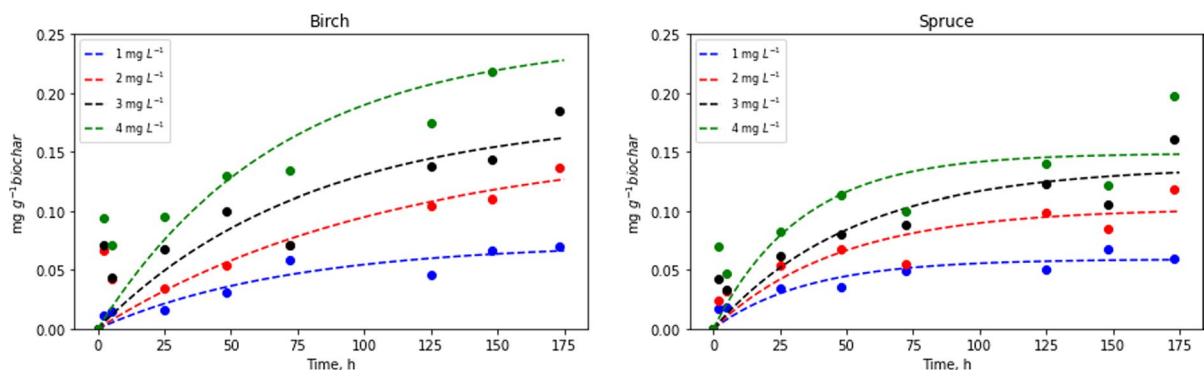 Birch
0.25
0.20
0.15
0.10
0.05
0.00
mg g⁻¹biochar
1 mg L⁻¹
2 mg L⁻¹
3 mg L⁻¹
4 mg L⁻¹
0 25 50 75 100 125 150 175
Time, h
Spruce
0.25
0.20
0.15
0.10
0.05
0.00
mg g⁻¹biochar
1 mg L⁻¹
2 mg L⁻¹
3 mg L⁻¹
4 mg L⁻¹
0 25 50 75 100 125 150 175
Time, h